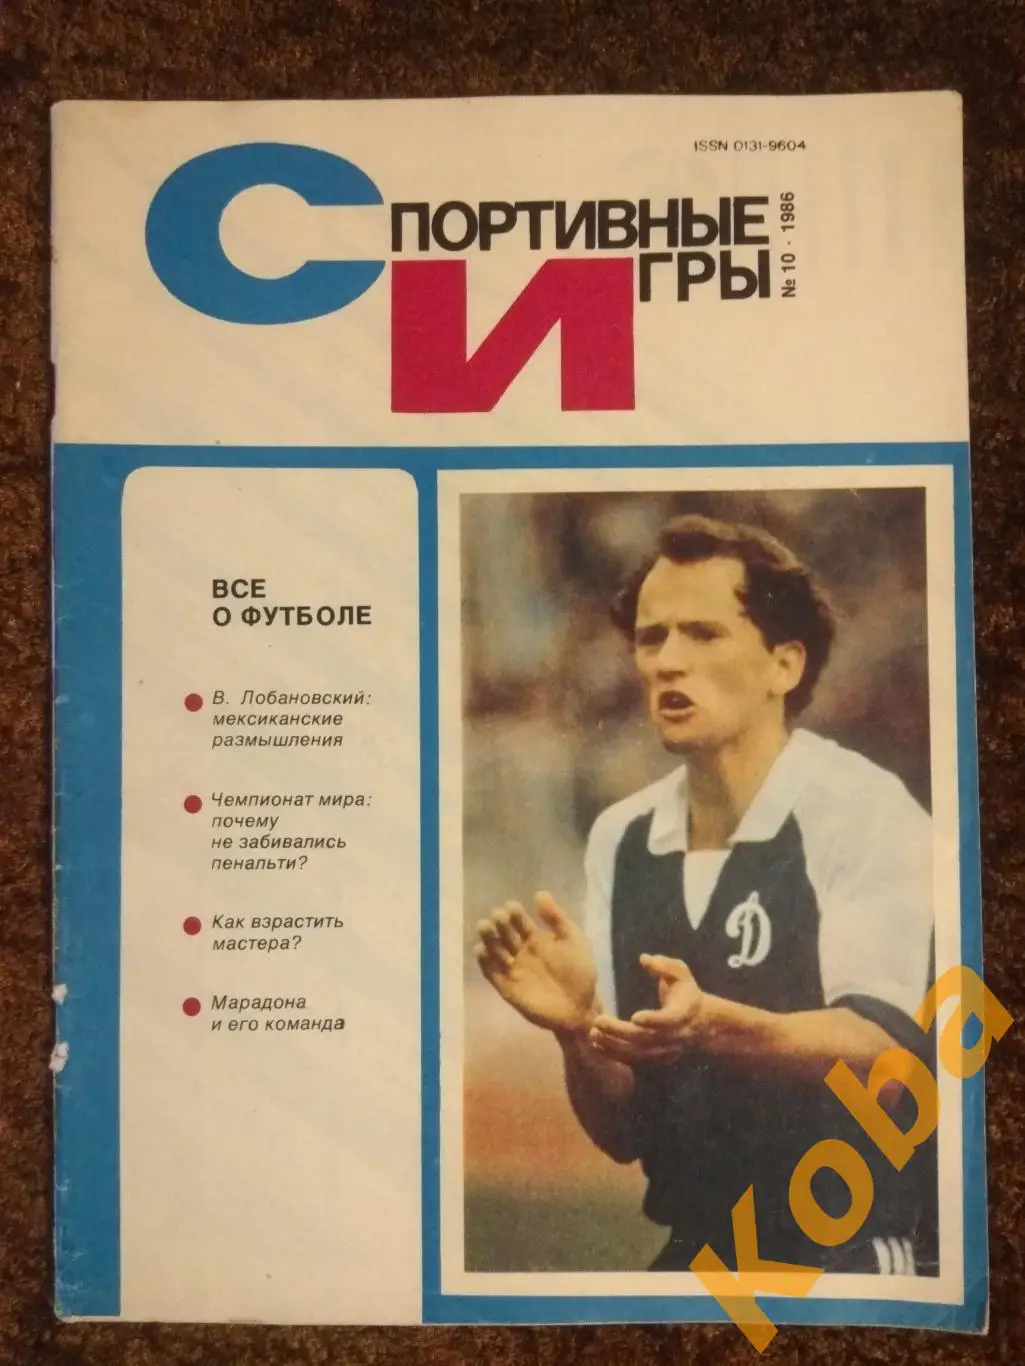 ISSN 0131-9604
СПОРТИВНЫЕ
ИГРЫ
№ 10 · 1986
ВСЕ
О ФУТБОЛЕ
В. Лобановский:
мексиканские
размышления
Чемпионат мира:
почему
не забивались
пенальти?
Как взрастить
мастера?
Марадона
и его команда
Д
Koba